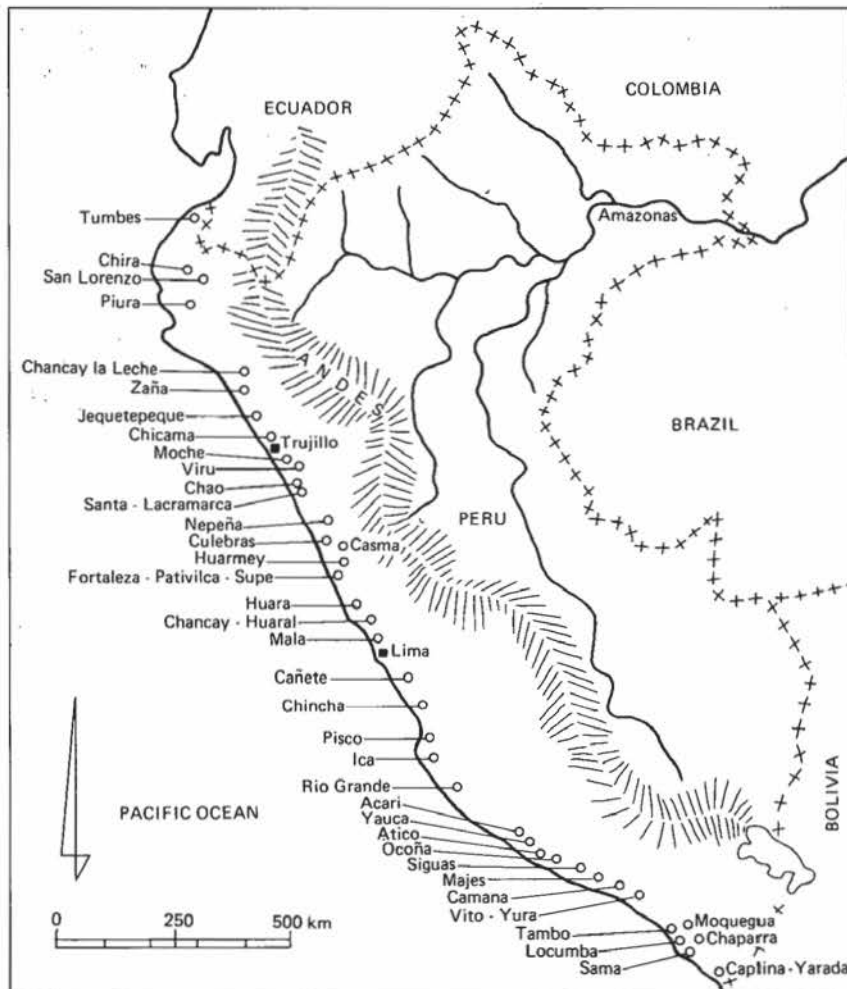 ECUADOR
COLOMBIA
Amazonas
Tumbes
Chira
San Lorenzo
Piura
ANDES
Chancay la Leche
Zaña
Jequetepeque
Chicama
Trujillo
Moche
Viru
Chao
Santa - Lacramarca
BRAZIL
PERU
Nepeña
Culebras
Casma
Huarmey
Fortaleza - Pativilca - Supe
Huara
Chancay - Huaral
Mala
Lima
Cañete
Chincha
Pisco
Ica
Rio Grande
PACIFIC OCEAN
BOLIVIA
Acari
Yauca
Atico
Ocoña
Siguas
Majes
Camana
Vito - Yura
Tambo
Moquegua
Chaparra
Locumba
Sama
Caplina-Yarada
0 250 500 km